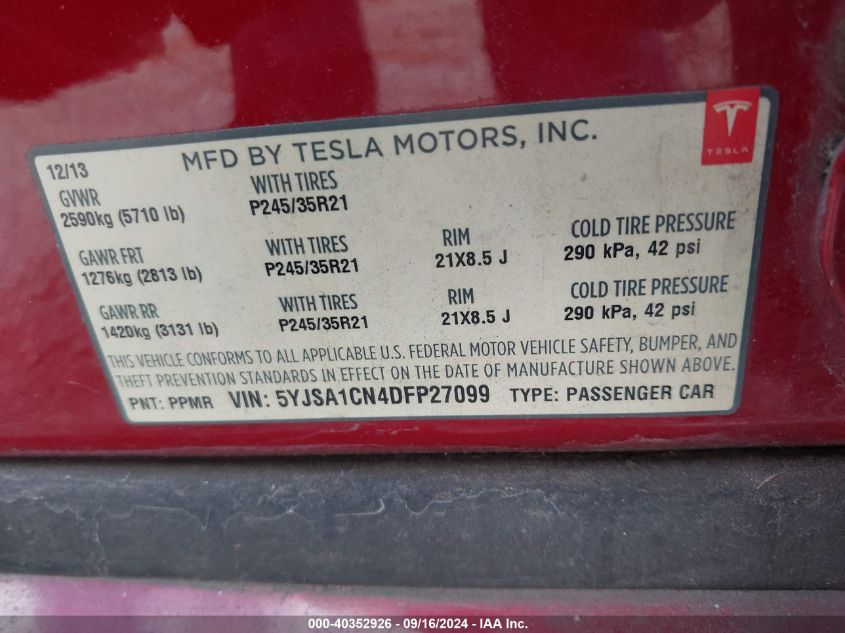 MFD BY TESLA MOTORS, INC.
TESLA
12/13
GVWR WITH TIRES
2590kg (5710 lb) P245/35R21
GAWR FRT WITH TIRES RIM COLD TIRE PRESSURE
1276kg (2813 lb) P245/35R21 21X8.5 J 290 kPa, 42 psi
GAWR RR WITH TIRES RIM COLD TIRE PRESSURE
1420kg (3131 lb) P245/35R21 21X8.5 J 290 kPa, 42 psi
THIS VEHICLE CONFORMS TO ALL APPLICABLE U.S. FEDERAL MOTOR VEHICLE SAFETY, BUMPER, AND
THEFT PREVENTION STANDARDS IN EFFECT ON THE DATE OF MANUFACTURE SHOWN ABOVE.
PNT: PPMR VIN: 5YJSA1CN4DFP27099 TYPE: PASSENGER CAR
000-40352926 - 09/16/2024 - IAAI Inc.